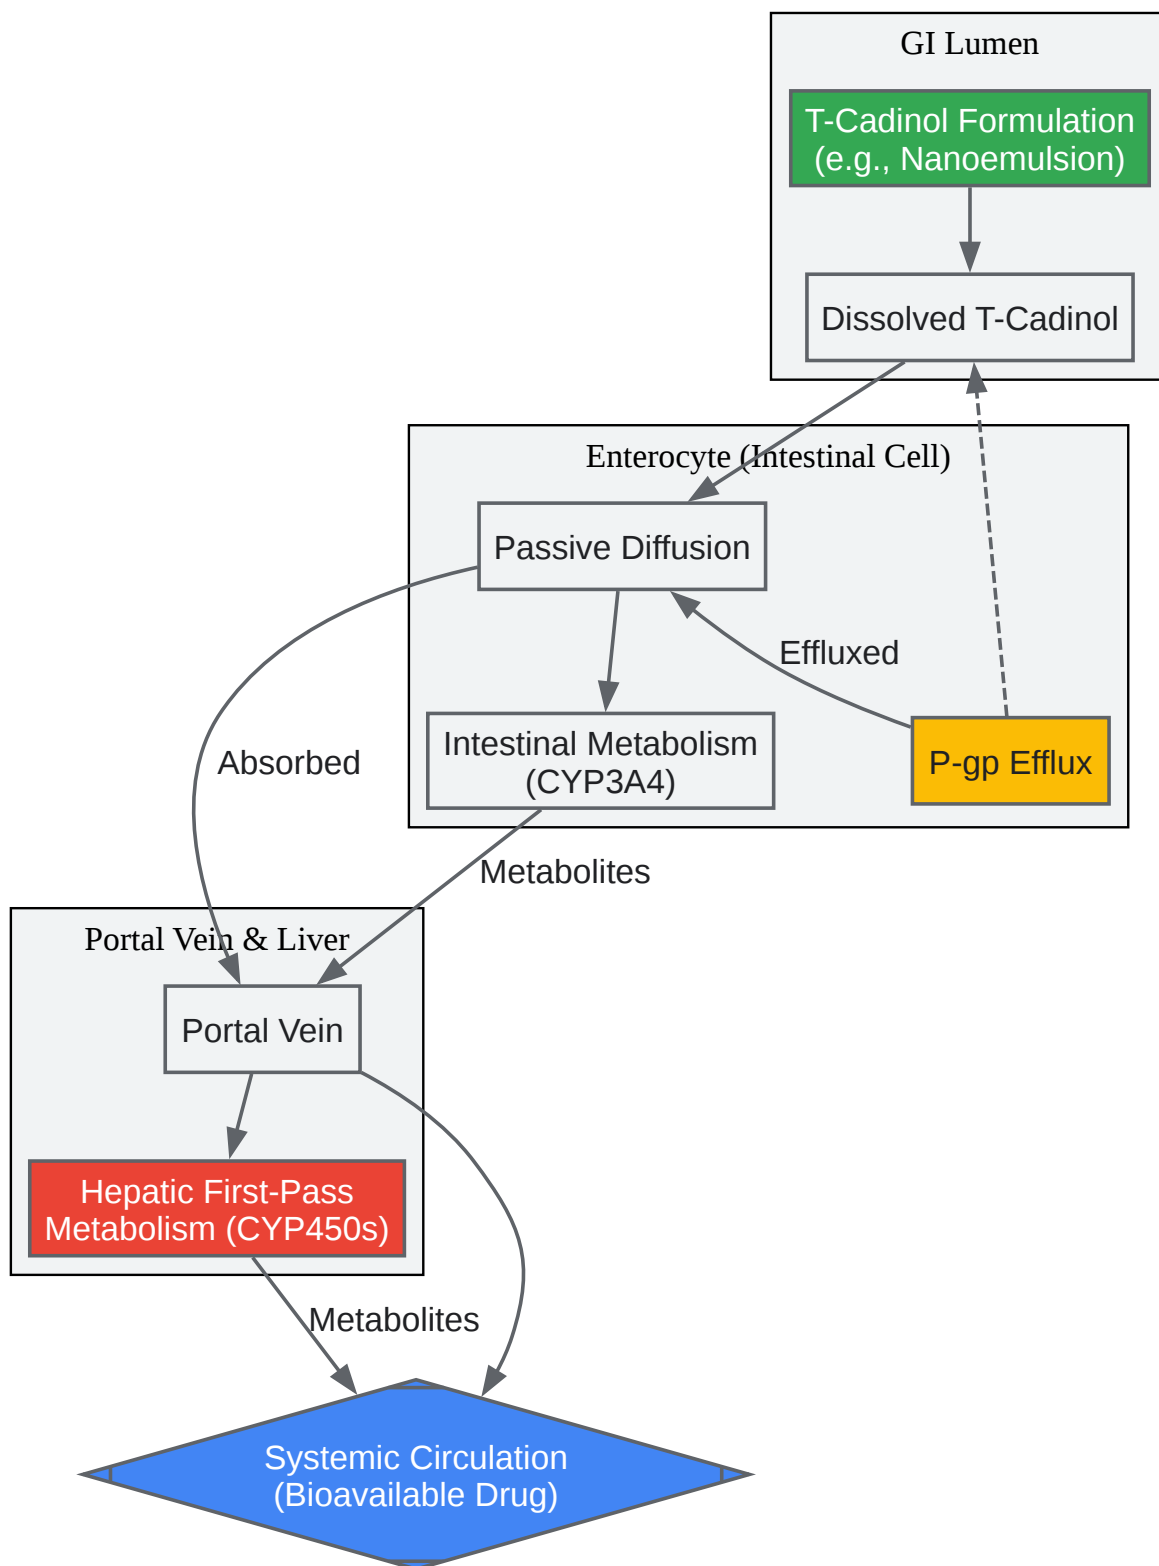 GI Lumen
T-Cadinol Formulation
(e.g., Nanoemulsion)
Dissolved T-Cadinol
Enterocyte (Intestinal Cell)
Passive Diffusion
Effluxed
Intestinal Metabolism
(CYP3A4)
P-gp Efflux
Absorbed
Metabolites
Portal Vein & Liver
Portal Vein
Hepatic First-Pass
Metabolism (CYP450s)
Metabolites
Systemic Circulation
(Bioavailable Drug)